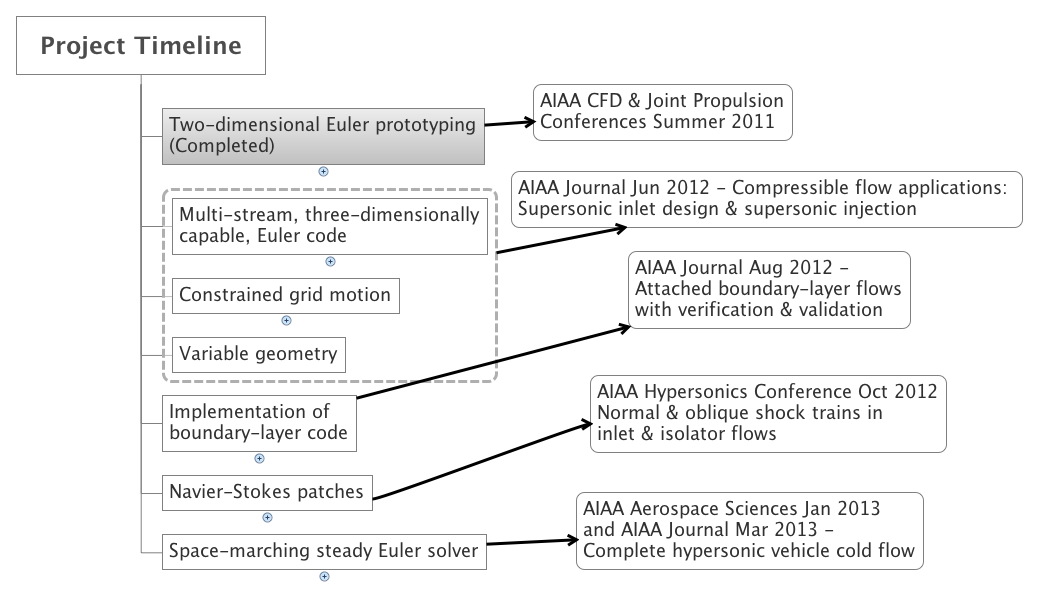 Project Timeline
Two-dimensional Euler prototyping
(Completed)
AIAA CFD & Joint Propulsion
Conferences Summer 2011
Multi-stream, three-dimensionally
capable, Euler code
AIAA Journal Jun 2012 – Compressible flow applications:
Supersonic inlet design & supersonic injection
Constrained grid motion
AIAA Journal Aug 2012 –
Attached boundary-layer flows
with verification & validation
Variable geometry
Implementation of
boundary-layer code
AIAA Hypersonics Conference Oct 2012
Normal & oblique shock trains in
inlet & isolator flows
Navier-Stokes patches
AIAA Aerospace Sciences Jan 2013
and AIAA Journal Mar 2013 –
Complete hypersonic vehicle cold flow
Space-marching steady Euler solver